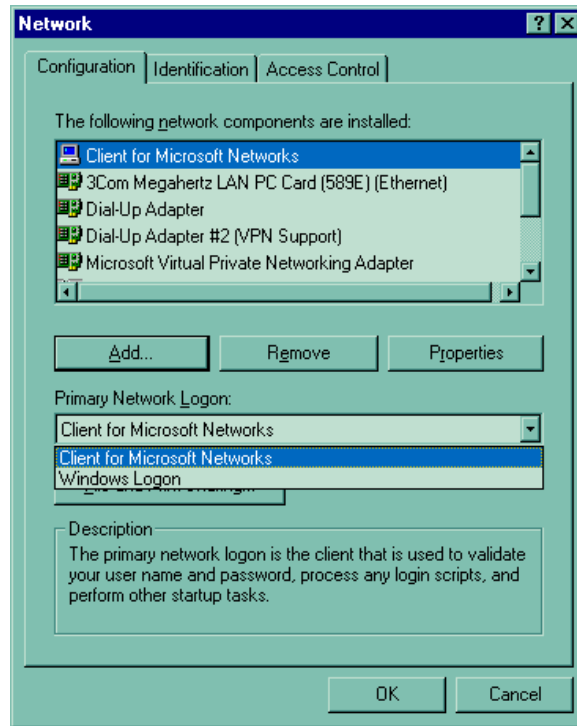 Network
Configuration Identification Access Control
The following network components are installed:
Client for Microsoft Networks
3Com Megahertz LAN PC Card (589E) (Ethernet)
Dial-Up Adapter
Dial-Up Adapter #2 (VPN Support)
Microsoft Virtual Private Networking Adapter
Add... Remove Properties
Primary Network Logon:
Client for Microsoft Networks
Client for Microsoft Networks
Windows Logon
Description
The primary network logon is the client that is used to validate
your user name and password, process any login scripts, and
perform other startup tasks.
OK Cancel